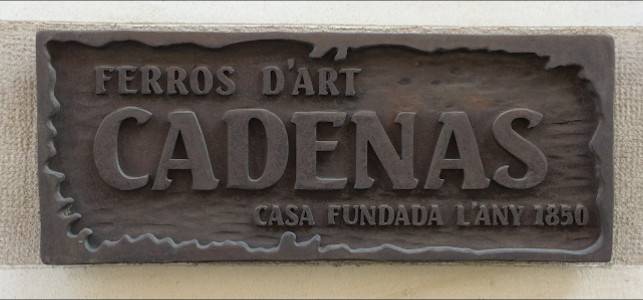 FERROS D'ART
CADENAS
CASA FUNDADA L'ANY 1850